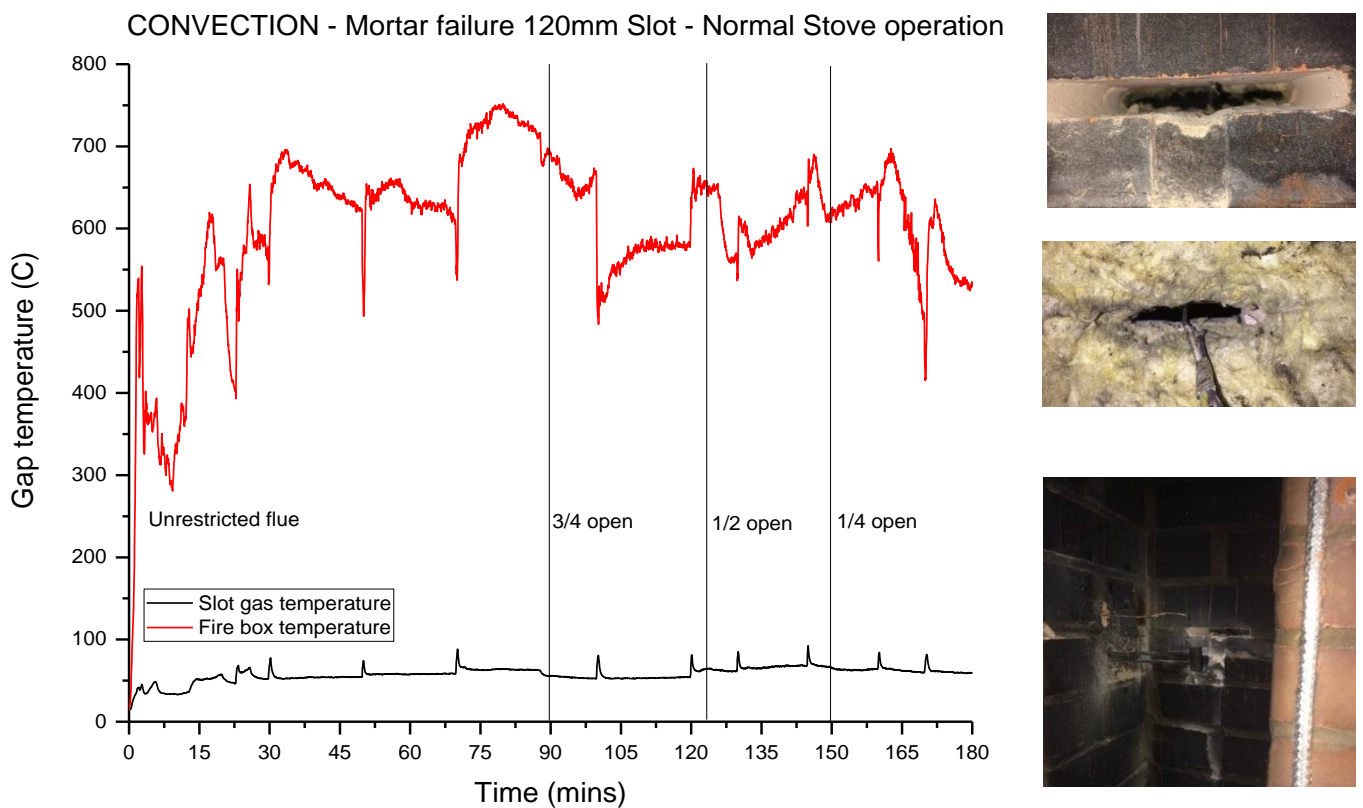 CONVECTION - Mortar failure 120mm Slot - Normal Stove operation
800
700
600
500
400
300
200
100
0
Gap temperature (C)
Unrestricted flue
3/4 open
1/2 open
1/4 open
Slot gas temperature
Fire box temperature
0 15 30 45 60 75 90 105 120 135 150 165 180
Time (mins)